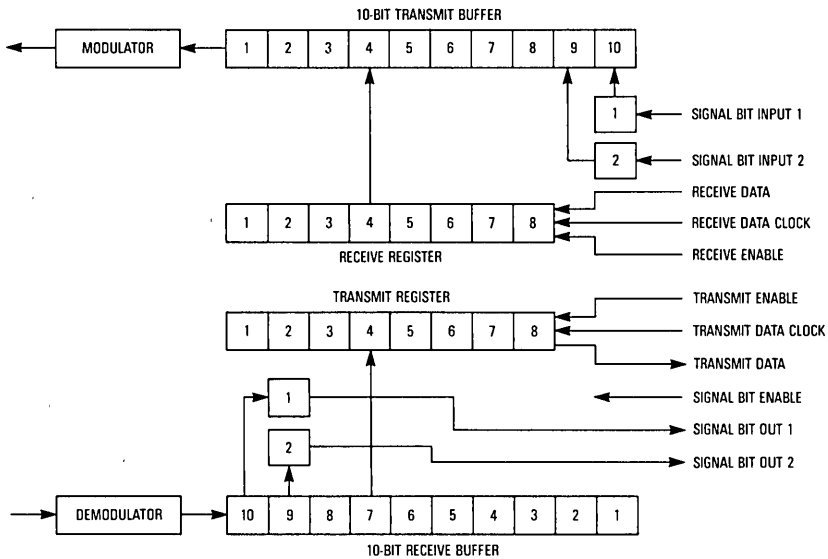 10-BIT TRANSMIT BUFFER
MODULATOR
1 2 3 4 5 6 7 8 9 10
1
SIGNAL BIT INPUT 1
2
SIGNAL BIT INPUT 2
RECEIVE DATA
1 2 3 4 5 6 7 8
RECEIVE DATA CLOCK
RECEIVE REGISTER
RECEIVE ENABLE
TRANSMIT REGISTER
TRANSMIT ENABLE
1 2 3 4 5 6 7 8
TRANSMIT DATA CLOCK
TRANSMIT DATA
1
SIGNAL BIT ENABLE
SIGNAL BIT OUT 1
2
SIGNAL BIT OUT 2
DEMODULATOR
10 9 8 7 6 5 4 3 2 1
10-BIT RECEIVE BUFFER